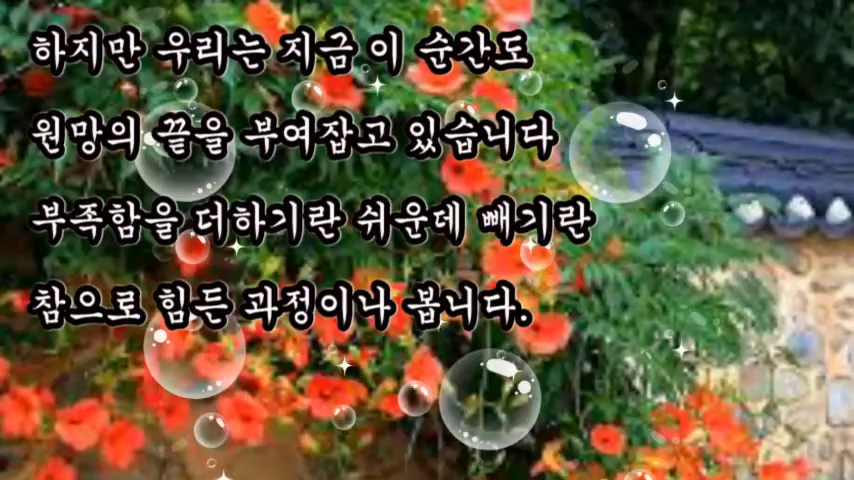 하지만 우리는 지금 이 순간도
원망의 끝을 부여잡고 있습니다
부족함을 더하기란 쉬운데 빼기란
참으로 힘든 과정이나 봅니다.